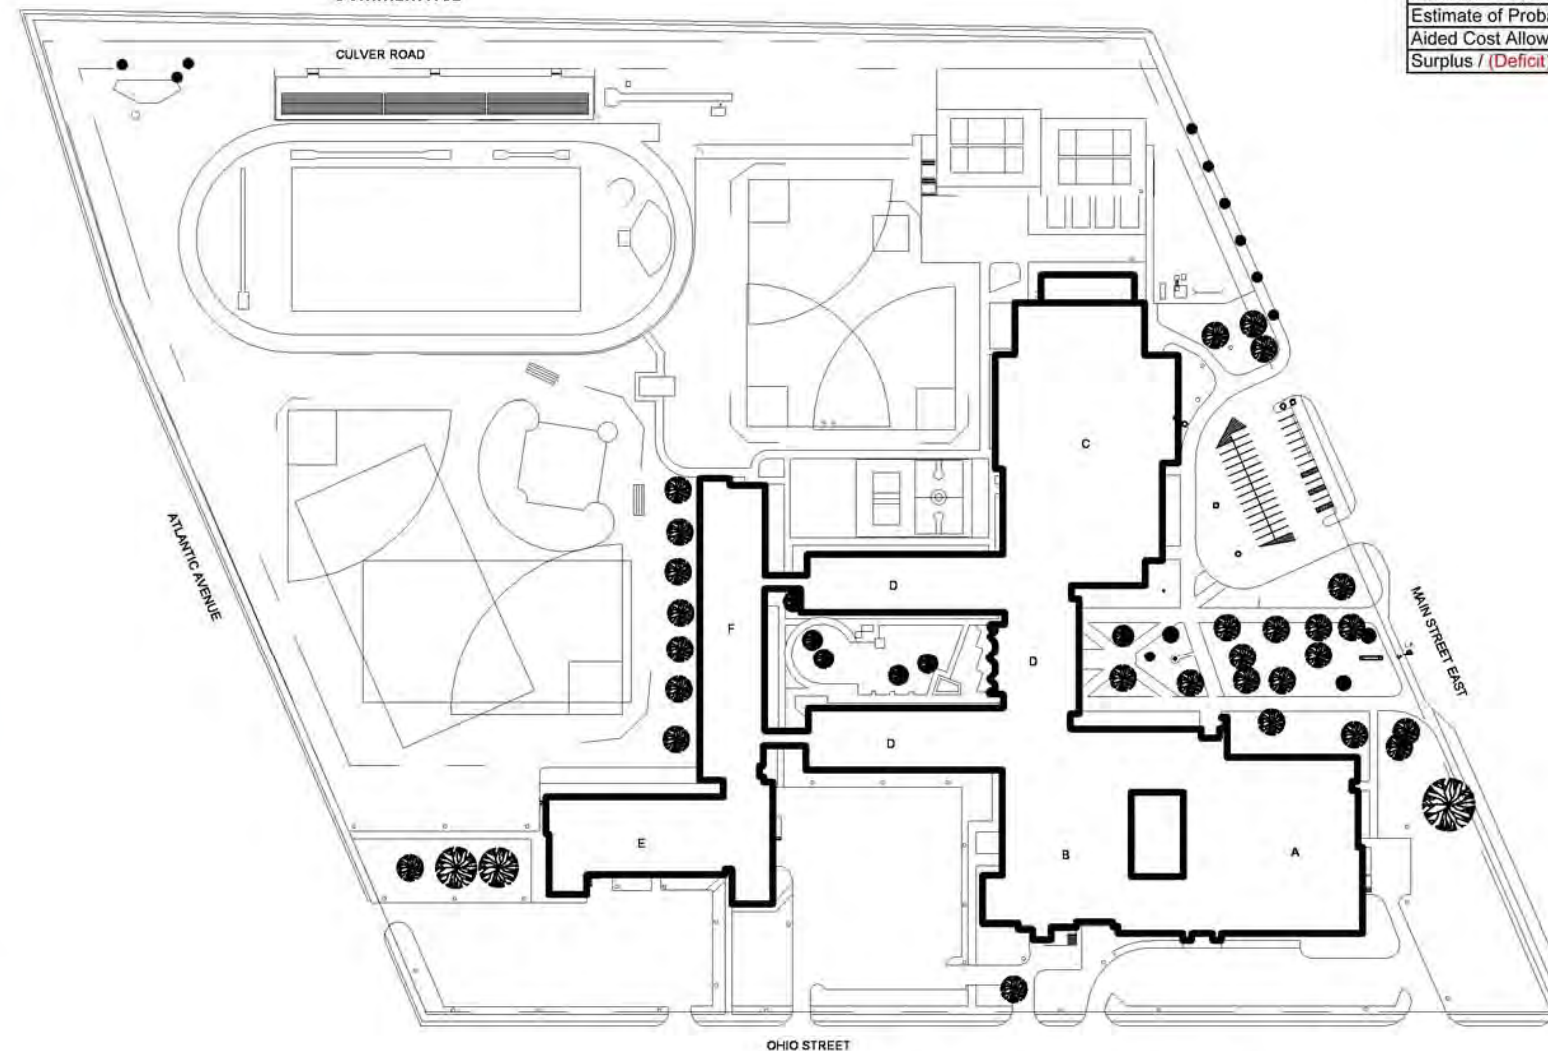 Estimate of Proba
Aided Cost Allow
Surplus / (Deficit
CULVER ROAD
C
ATLANTIC AVENUE
D
MAIN STREET EAST
F
D
D
E
B
A
OHIO STREET